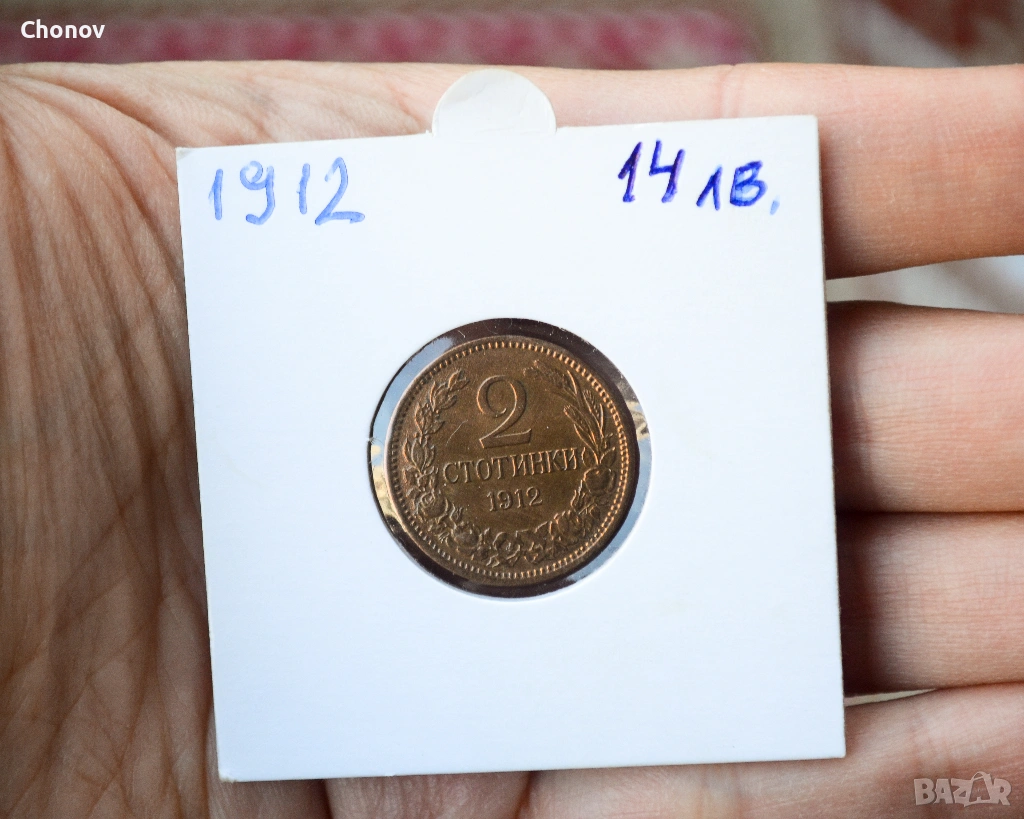 Chonov
1912
14 лв.
2
СТОТИНКИ
1912
BAZAR